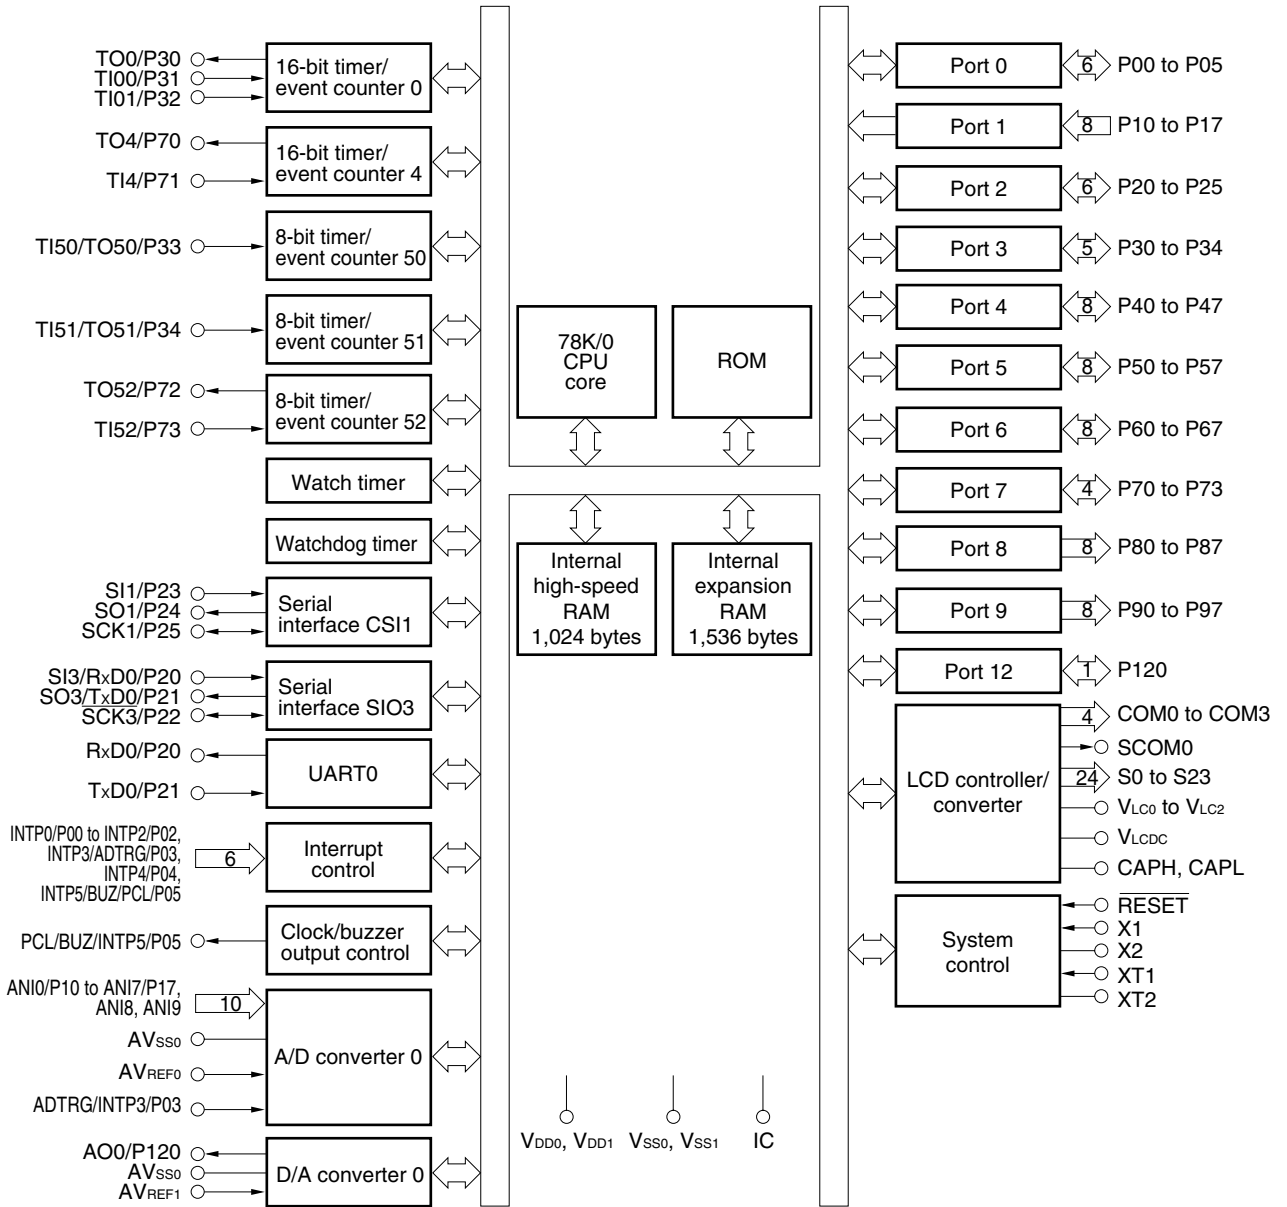 TO0/P30
TI00/P31
TI01/P32
16-bit timer/
event counter 0
TO4/P70
TI4/P71
16-bit timer/
event counter 4
TI50/TO50/P33
8-bit timer/
event counter 50
TI51/TO51/P34
8-bit timer/
event counter 51
TO52/P72
TI52/P73
8-bit timer/
event counter 52
Watch timer
Watchdog timer
SI1/P23
SO1/P24
SCK1/P25
Serial
interface CSI1
SI3/RxD0/P20
SO3/TxD0/P21
SCK3/P22
Serial
interface SIO3
RxD0/P20
TxD0/P21
UART0
INTP0/P00 to INTP2/P02,
INTP3/ADTRG/P03,
INTP4/P04,
INTP5/BUZ/PCL/P05
6
Interrupt
control
PCL/BUZ/INTP5/P05
Clock/buzzer
output control
ANI0/P10 to ANI7/P17,
ANI8, ANI9
10
AVSS0
AVREF0
ADTRG/INTP3/P03
A/D converter 0
AO0/P120
AVSS0
AVREF1
D/A converter 0
78K/0
CPU
core
ROM
Internal
high-speed
RAM
1,024 bytes
Internal
expansion
RAM
1,536 bytes
VDD0, VDD1
VSS0, VSS1
IC
Port 0
6
P00 to P05
Port 1
8
P10 to P17
Port 2
6
P20 to P25
Port 3
5
P30 to P34
Port 4
8
P40 to P47
Port 5
8
P50 to P57
Port 6
8
P60 to P67
Port 7
4
P70 to P73
Port 8
8
P80 to P87
Port 9
8
P90 to P97
Port 12
1
P120
LCD controller/
converter
4
COM0 to COM3
SCOM0
24
S0 to S23
VLC0 to VLC2
VLCDC
CAPH, CAPL
System
control
RESET
X1
X2
XT1
XT2